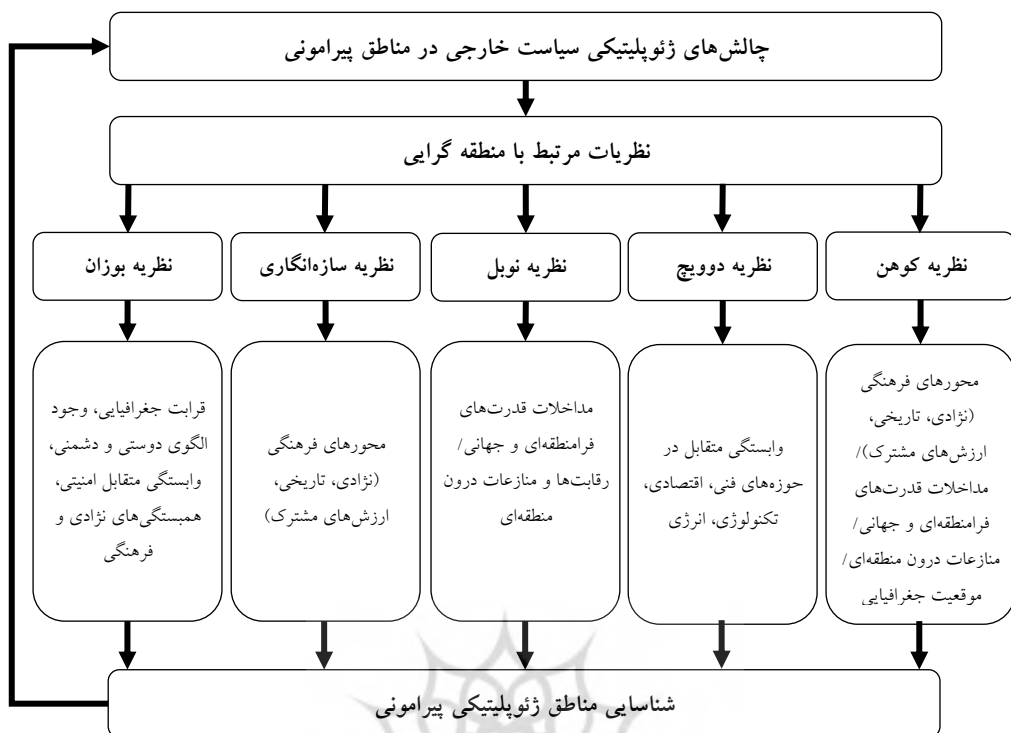 چالش‌های ژئوپلیتیکی سیاست خارجی در مناطق پیرامونی
نظریات مرتبط با منطقه گرایی
نظریه کوهن
نظریه دوویچ
نظریه نوبل
نظریه سازه‌انگاری
نظریه بوزان
محورهای فرهنگی
(نژادی، تاریخی،
ارزش‌های مشترک)/
مداخلات قدرت‌های
فرامنطقه‌ای و جهانی/
منازعات درون منطقه‌ای/
موقعیت جغرافیایی
وابستگی متقابل در
حوزه‌های فنی، اقتصادی،
تکنولوژی، انرژی
مداخلات قدرت‌های
فرامنطقه‌ای و جهانی/
رقابت‌ها و منازعات درون
منطقه‌ای
محورهای فرهنگی
(نژادی، تاریخی،
ارزش‌های مشترک)
قرابت جغرافیایی، وجود
الگوی دوستی و دشمنی،
وابستگی متقابل امنیتی،
همبستگی‌های نژادی و
فرهنگی
شناسایی مناطق ژئوپلیتیکی پیرامونی